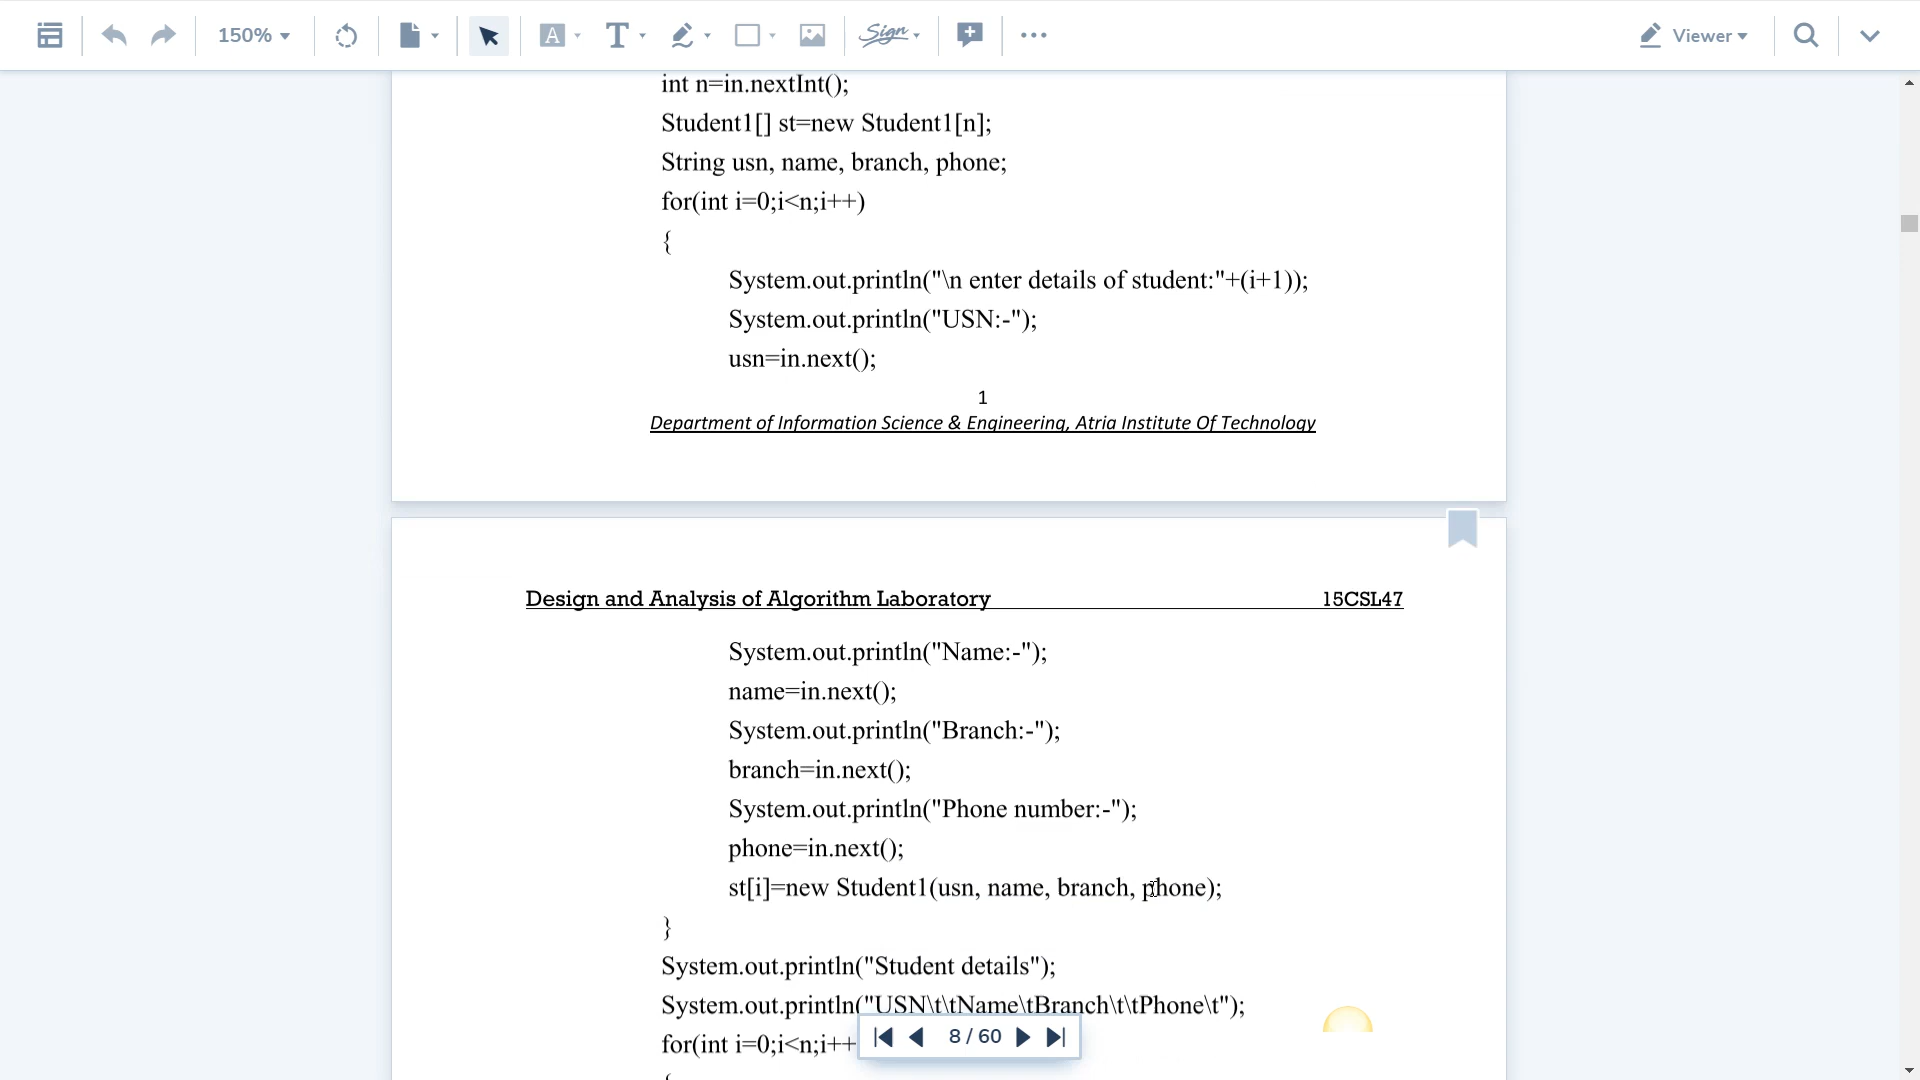 150%
A
T
Sign
Viewer
int n=in.nextInt();
Student1[] st=new Student1[n];
String usn, name, branch, phone;
for(int i=0;i<n;i++)
{
System.out.println("\n enter details of student:"+(i+1));
System.out.println("USN:-");
usn=in.next();
1
Department of Information Science & Engineering, Atria Institute Of Technology
Design and Analysis of Algorithm Laboratory 15CSL47
System.out.println("Name:-");
name=in.next();
System.out.println("Branch:-");
branch=in.next();
System.out.println("Phone number:-");
phone=in.next();
st[i]=new Student1(usn, name, branch, phone);
}
System.out.println("Student details");
System.out.println("USN\t\tName\tBranch\t\tPhone\t");
for(int i=0;i<n;i++
8 / 60